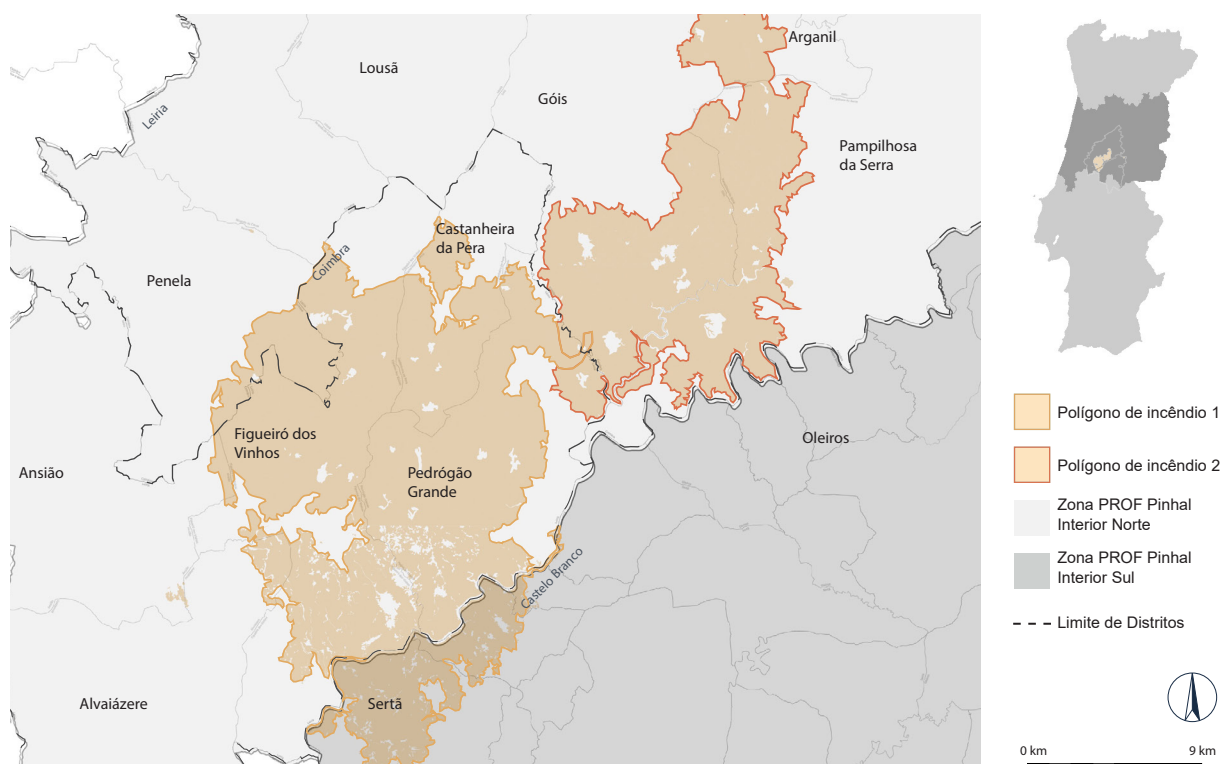 Arganil
Lousã
Góis
Leiria
Pampilhosa
da Serra
Castanheira
da Pera
Coimbra
Penela
Figueiró dos
Vinhos
Oleiros
Ansião
Pedrógão
Grande
Castelo Branco
Alvaiázere
Sertã
Polígono de incêndio 1
Polígono de incêndio 2
Zona PROF Pinhal
Interior Norte
Zona PROF Pinhal
Interior Sul
Limite de Distritos
0 km
9 km